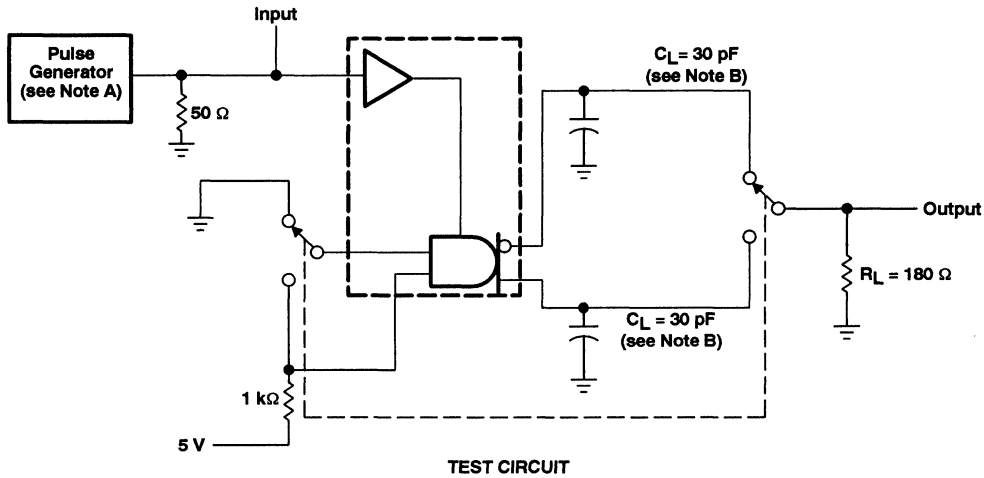 Input
Pulse
Generator
(see Note A)
50 Ω
CL= 30 pF
(see Note B)
Output
RL = 180 Ω
CL = 30 pF
(see Note B)
1 kΩ
5 V
TEST CIRCUIT